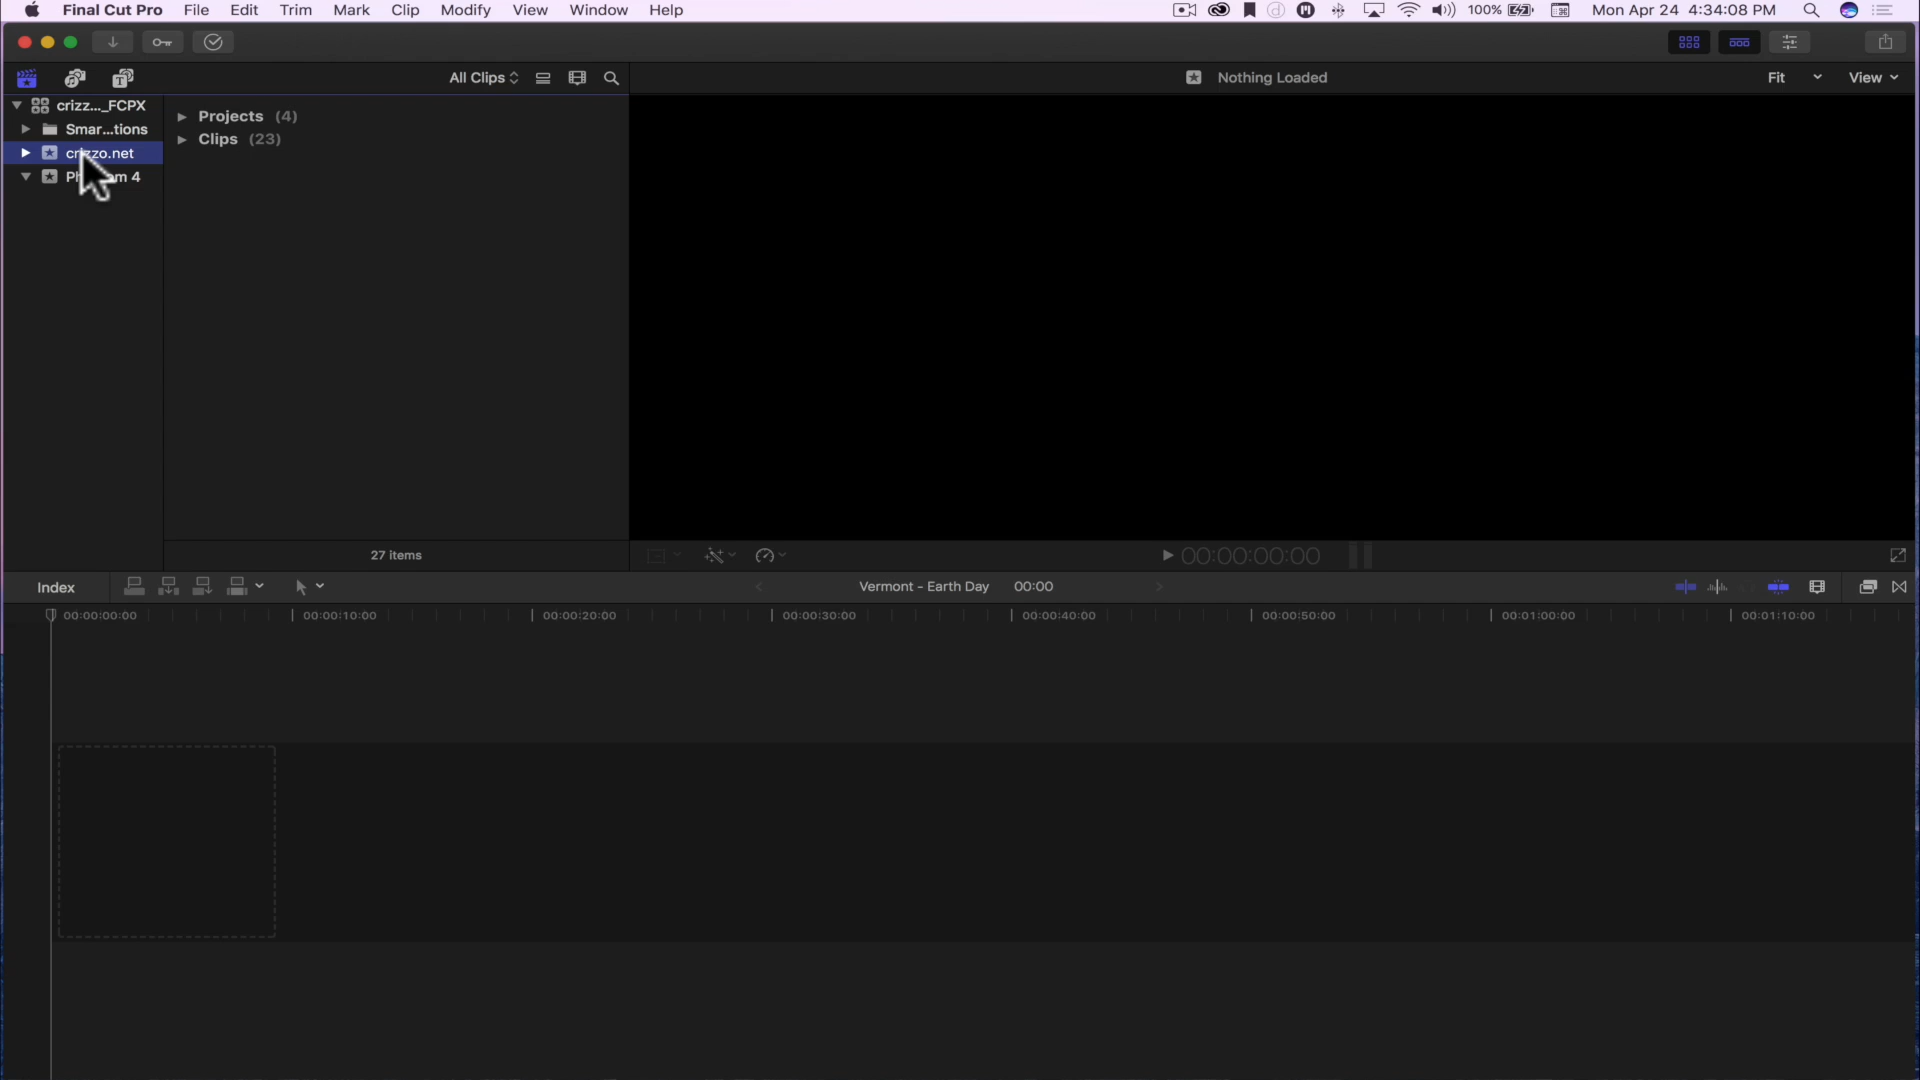 Final Cut Pro File Edit Trim Mark Clip Modify View Window Help 100% Mon Apr 24 4:34:08 PM
All Clips Nothing Loaded Fit View
crizz..._FCPX
Smar...tions
crizzo.net
4
Projects (4)
Clips (23)
27 items 00:00:00:00
Index Vermont - Earth Day 00:00
00:00:00:00 00:00:10:00 00:00:20:00 00:00:30:00 00:00:40:00 00:00:50:00 00:01:00:00 00:01:10:00